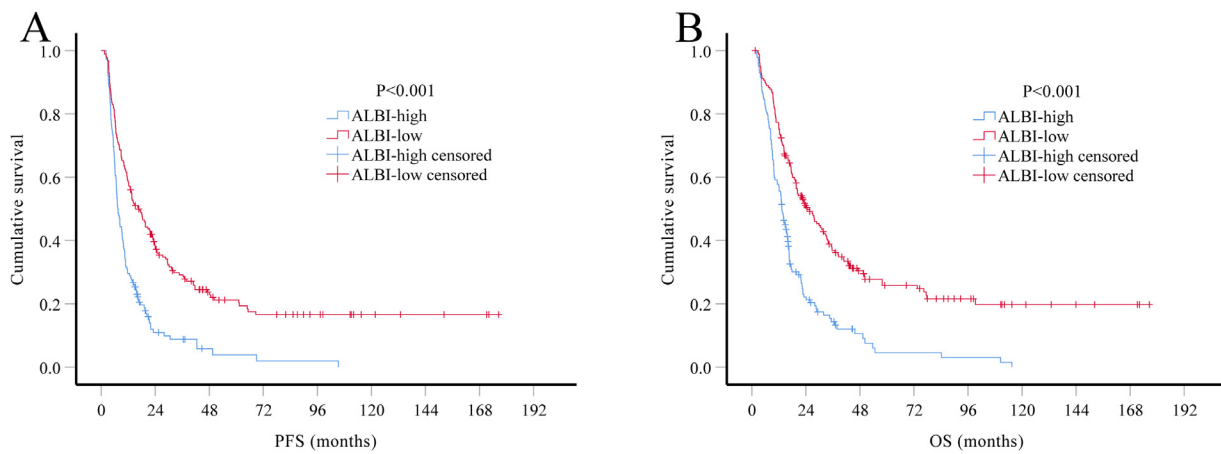 A
1.0
0.8
0.6
0.4
0.2
0.0
Cumulative survival
P<0.001
ALBI-high
ALBI-low
ALBI-high censored
ALBI-low censored
0 24 48 72 96 120 144 168 192
PFS (months)
B
1.0
0.8
0.6
0.4
0.2
0.0
Cumulative survival
P<0.001
ALBI-high
ALBI-low
ALBI-high censored
ALBI-low censored
0 24 48 72 96 120 144 168 192
OS (months)